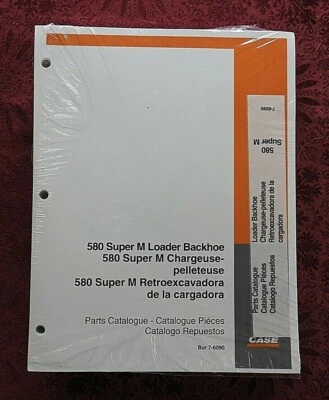 580 Super M Loader Backhoe
580 Super M Chargeuse-
pelleteuse
580 Super M Retroexcavadora
de la cargadora
Parts Catalogue - Catalogue Piéces
Catalogo Repuestos
Bur 7-6090
7-6090
580
Super M
Loader Backhoe
Chargeuse-pelleteuse
Retroexcavadora de la
cargadora
Parts Catalogue
Catalogue Piéces
Catalogo Repuestos
CASE